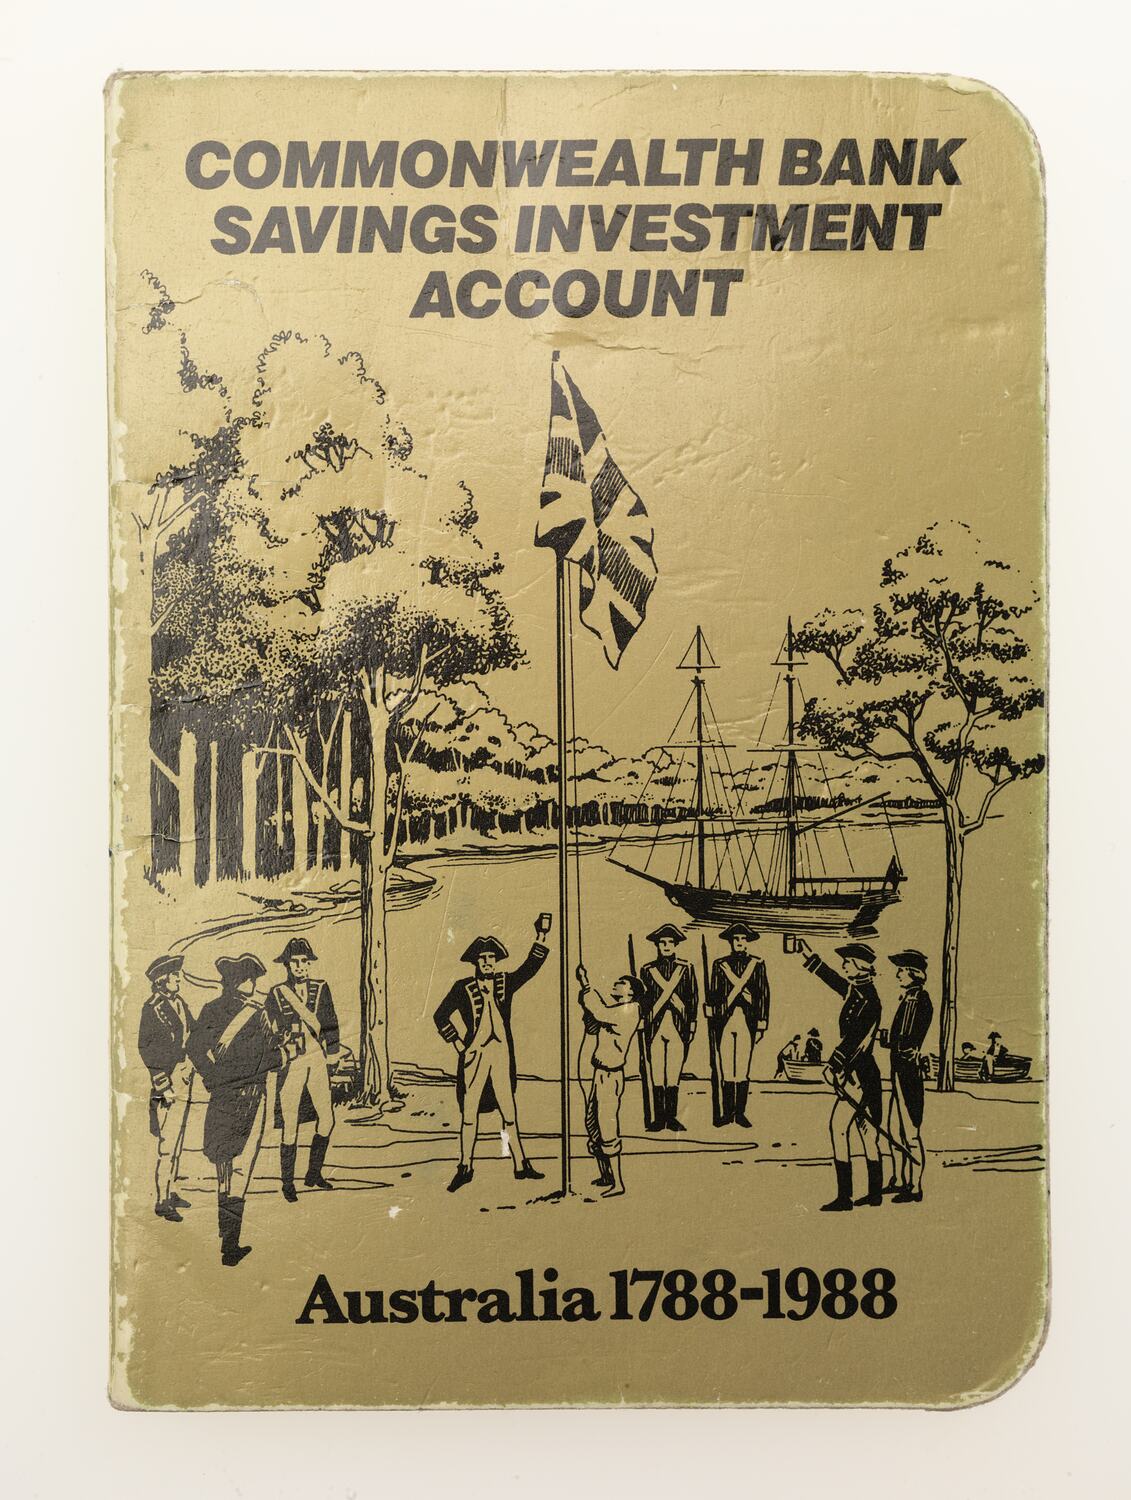 COMMONWEALTH BANK
SAVINGS INVESTMENT
ACCOUNT
Australia 1788-1988